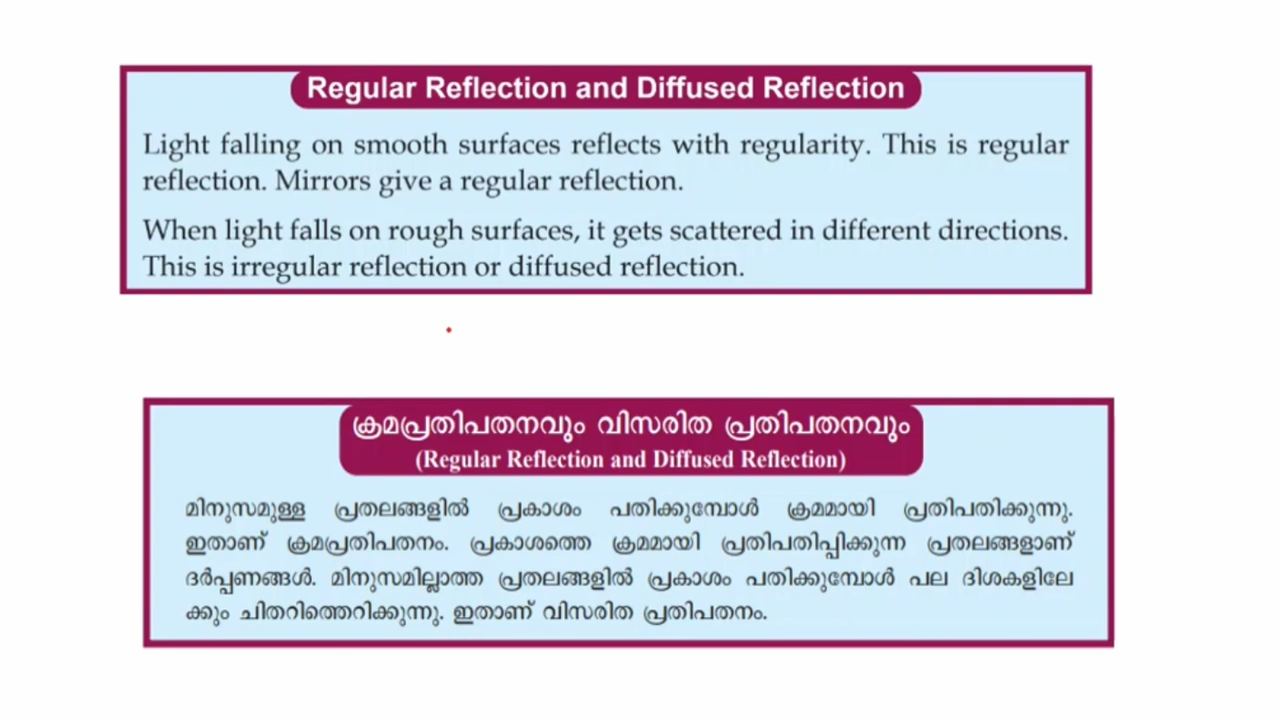 Regular Reflection and Diffused Reflection
Light falling on smooth surfaces reflects with regularity. This is regular
reflection. Mirrors give a regular reflection.
When light falls on rough surfaces, it gets scattered in different directions.
This is irregular reflection or diffused reflection.
ക്രമപ്രതിപതനവും വിസരിത പ്രതിപതനവും
(Regular Reflection and Diffused Reflection)
മിനുസമുള്ള പ്രതലങ്ങളിൽ പ്രകാശം പതിക്കുമ്പോൾ ക്രമമായി പ്രതിപതിക്കുന്നു.
ഇതാണ് ക്രമപ്രതിപതനം. പ്രകാശത്തെ ക്രമമായി പ്രതിപതിപ്പിക്കുന്ന പ്രതലങ്ങളാണ്
ദർപ്പണങ്ങൾ. മിനുസമില്ലാത്ത പ്രതലങ്ങളിൽ പ്രകാശം പതിക്കുമ്പോൾ പല ദിശകളിലേ
ക്കും ചിതറിത്തെറിക്കുന്നു. ഇതാണ് വിസരിത പ്രതിപതനം.